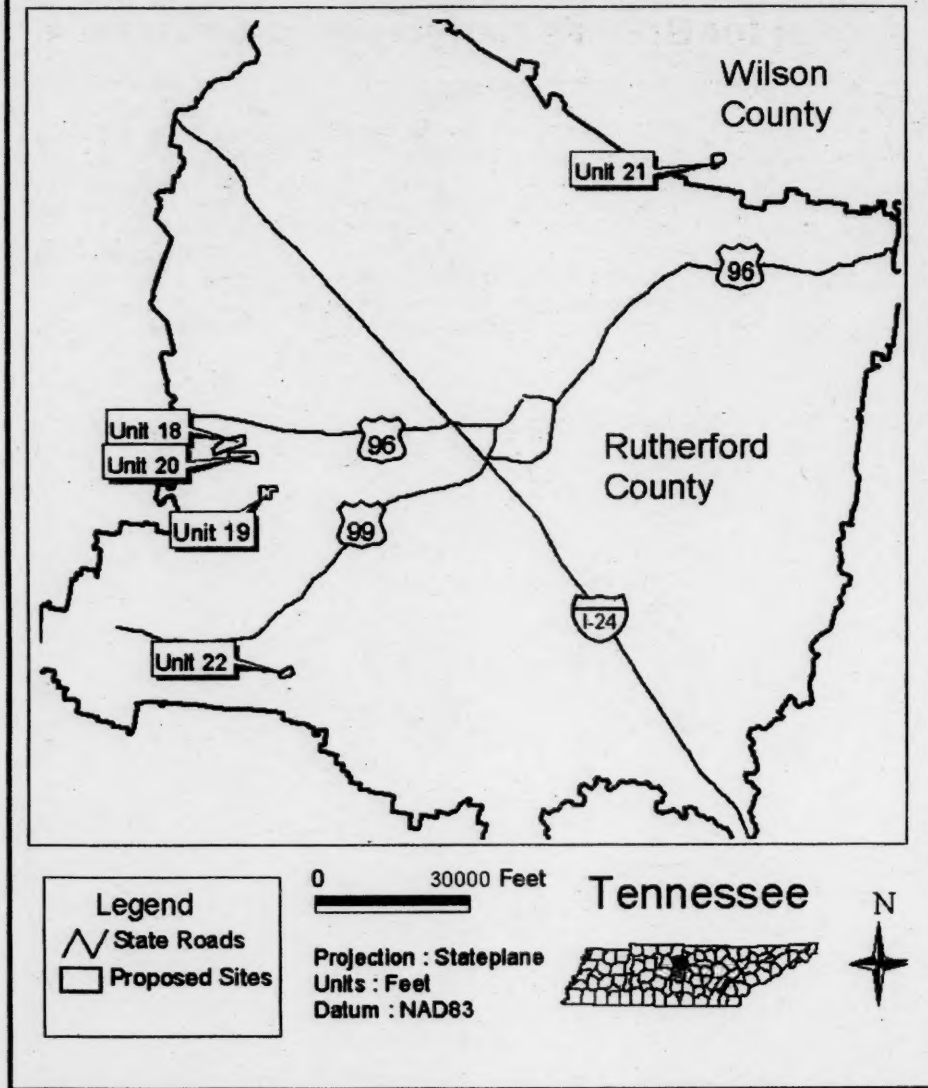 Wilson
County
Unit 21
96
Unit 18
96
Unit 20
Rutherford
County
Unit 19
99
I-24
Unit 22
0 30000 Feet
Tennessee
N
Legend
State Roads
Proposed Sites
Projection : Stateplane
Units : Feet
Datum : NAD83